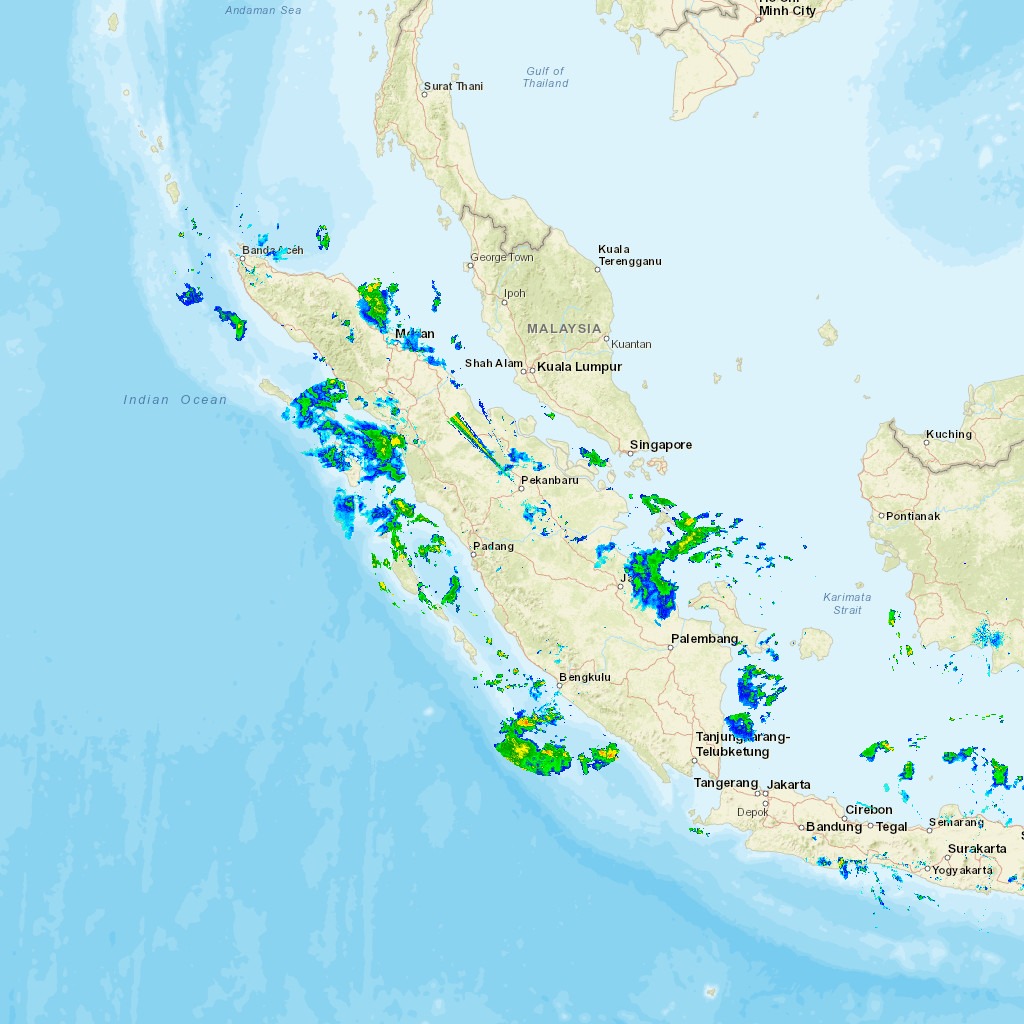 Andaman Sea
Minh City
Gulf of
Thailand
Surat Thani
Banda Aceh
George Town
Kuala
Terengganu
Ipoh
MALAYSIA
Medan
Kuantan
Shah Alam
Kuala Lumpur
Indian Ocean
Singapore
Kuching
Pekanbaru
Pontianak
Padang
Karimata
Strait
Palembang
Bengkulu
Tanjungkarang-
Telubketung
Tangerang
Jakarta
Depok
Cirebon
Bandung
Tegal
Semarang
Surakarta
Yogyakarta